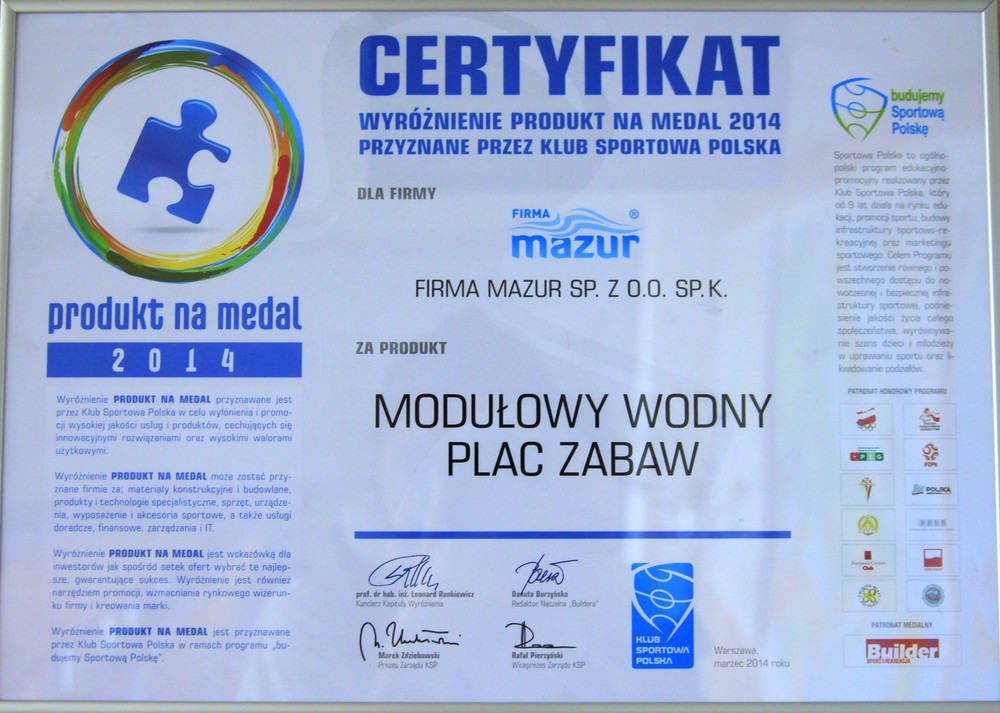 CERTYFIKAT
WYRÓŻNIENIE PRODUKT NA MEDAL 2014
PRZYZNANE PRZEZ KLUB SPORTOWA POLSKA
DLA FIRMY
FIRMA ®
mazur
FIRMA MAZUR SP. Z O.O. SP.K.
ZA PRODUKT
MODUŁOWY WODNY
PLAC ZABAW
produkt na medal
2014
Wyróżnienie PRODUKT NA MEDAL przyznawane jest
przez Klub Sportowa Polska w celu wyłonienia i promo-
cji wysokiej jakości usług i produktów, cechujących się
innowacyjnymi rozwiązaniami oraz wysokimi walorami
użytkowymi.
Wyróżnienie PRODUKT NA MEDAL może zostać przy-
znane firmie za: materiały konstrukcyjne i budowlane,
produkty i technologie specjalistyczne, sprzęt, urządze-
nia, wyposażenie i akcesoria sportowe, a także usługi
doradcze, finansowe, zarządzania i IT.
Wyróżnienie PRODUKT NA MEDAL jest wskazówką dla
inwestorów jak spośród setek ofert wybrać te najlep-
sze, gwarantujące sukces. Wyróżnienie jest również
narzędziem promocji, wzmacniania rynkowego wizerun-
ku firmy i kreowania marki.
Wyróżnienie PRODUKT NA MEDAL jest przyznawane
przez Klub Sportowa Polska w ramach programu „bu-
dujemy Sportową Polskę”.
prof. dr hab. inż. Leonard Runkiewicz
Kanclerz Kapituły Wyróżnienia
Danuta Burzyńska
Redaktor Naczelna „Buildera”
Marek Zdziebowski
Prezes Zarządu KSP
Rafał Pierzyński
Wiceprezes Zarządu KSP
KLUB
SPORTOWA
POLSKA
Warszawa,
marzec 2014 roku
budujemy
Sportową
Polskę
Sportowa Polska to ogólno-
polski program edukacyjno-
promocyjny realizowany przez
Klub Sportowa Polska, który
od 9 lat działa na rynku edu-
kacji, promocji sportu, budowy
infrastruktury sportowo-re-
kreacyjnej oraz marketingu
sportowego. Celem Programu
jest stworzenie równego i po-
wszechnego dostępu do no-
woczesnej i bezpiecznej infra-
struktury sportowej, podnie-
sienie jakości życia całego
społeczeństwa, wyrównywa-
nie szans dzieci i młodzieży
w uprawianiu sportu oraz li-
kwidowanie podziałów.
PATRONAT HONOROWY PROGRAMU
PZPN
POLSKA
Business Centre
Club
PATRONAT MEDIALNY
Builder
SPORT I REKREACJA